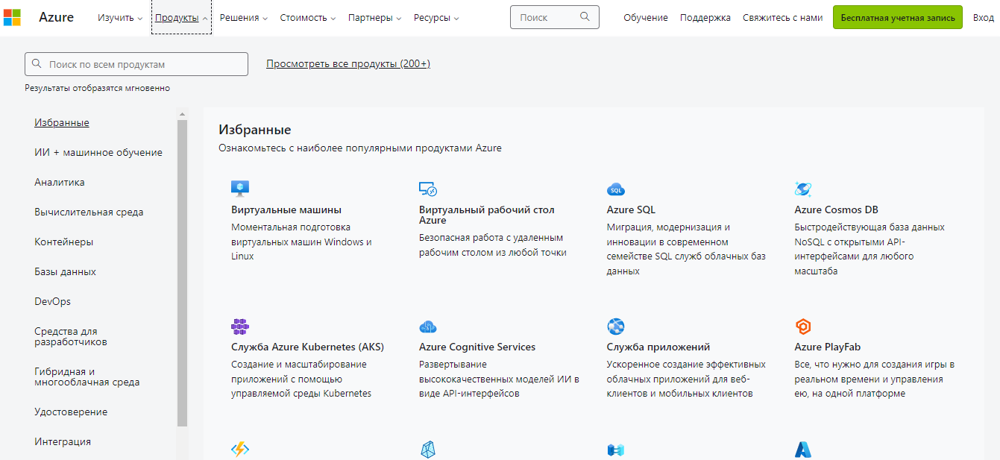 Azure Изучить Продукты Решения Стоимость Партнеры Ресурсы Поиск Обучение Поддержка Свяжитесь с нами Бесплатная учетная запись Вход
Поиск по всем продуктам Просмотреть все продукты (200+)
Результаты отобразятся мгновенно
Избранные
ИИ + машинное обучение
Аналитика
Вычислительная среда
Контейнеры
Базы данных
DevOps
Средства для
разработчиков
Гибридная и
многооблачная среда
Удостоверение
Интеграция
Избранные
Ознакомьтесь с наиболее популярными продуктами Azure
Виртуальные машины
Моментальная подготовка
виртуальных машин Windows и
Linux
Виртуальный рабочий стол
Azure
Безопасная работа с удаленным
рабочим столом из любой точки
SQL
Azure SQL
Миграция, модернизация и
инновации в современном
семействе SQL служб облачных баз
данных
Azure Cosmos DB
Быстродействующая база данных
NoSQL с открытыми API-
интерфейсами для любого
масштаба
Служба Azure Kubernetes (AKS)
Создание и масштабирование
приложений с помощью
управляемой среды Kubernetes
Azure Cognitive Services
Развертывание
высококачественных моделей ИИ в
виде API-интерфейсов
Служба приложений
Ускоренное создание эффективных
облачных приложений для веб-
клиентов и мобильных клиентов
Azure PlayFab
Все, что нужно для создания игры в
реальном времени и управления
ею, на одной платформе